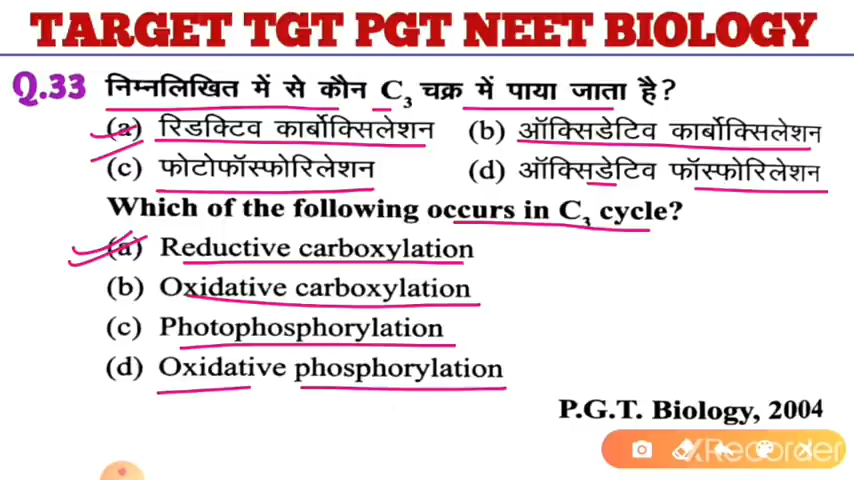 TARGET TGT PGT NEET BIOLOGY
Q.33 निम्नलिखित में से कौन C₃ चक्र में पाया जाता है?
(a) रिडक्टिव कार्बोक्सिलेशन (b) ऑक्सिडेटिव कार्बोक्सिलेशन
(c) फोटोफॉस्फोरिलेशन (d) ऑक्सिडेटिव फॉस्फोरिलेशन
Which of the following occurs in C₃ cycle?
(a) Reductive carboxylation
(b) Oxidative carboxylation
(c) Photophosphorylation
(d) Oxidative phosphorylation
P.G.T. Biology, 2004
XRecorder